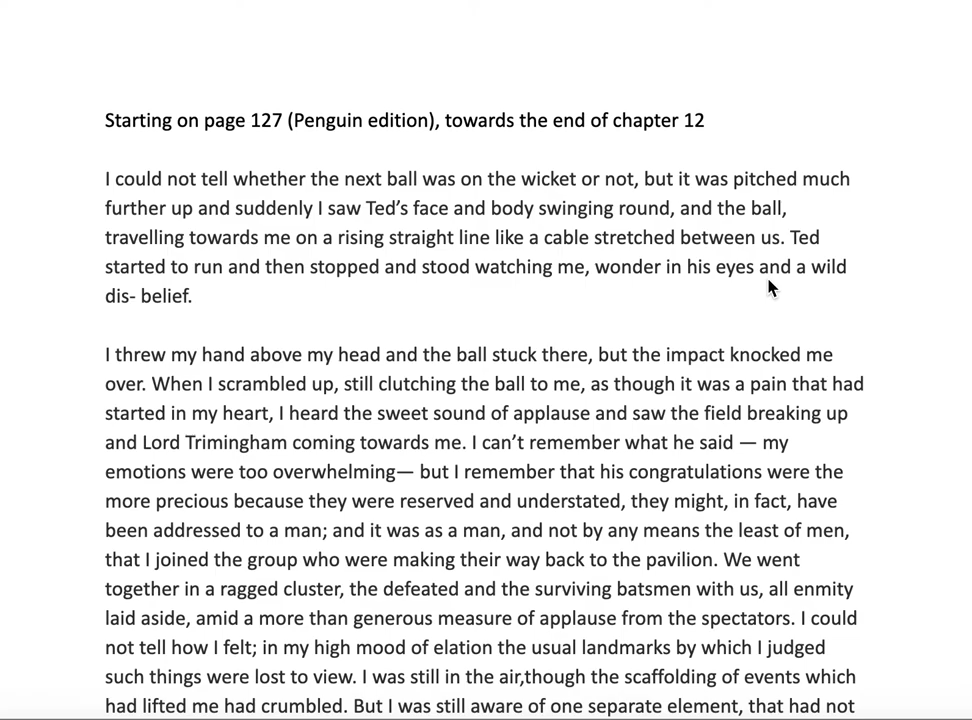 Starting on page 127 (Penguin edition), towards the end of chapter 12
I could not tell whether the next ball was on the wicket or not, but it was pitched much
further up and suddenly I saw Ted’s face and body swinging round, and the ball,
travelling towards me on a rising straight line like a cable stretched between us. Ted
started to run and then stopped and stood watching me, wonder in his eyes and a wild
dis- belief.
I threw my hand above my head and the ball stuck there, but the impact knocked me
over. When I scrambled up, still clutching the ball to me, as though it was a pain that had
started in my heart, I heard the sweet sound of applause and saw the field breaking up
and Lord Trimingham coming towards me. I can’t remember what he said — my
emotions were too overwhelming— but I remember that his congratulations were the
more precious because they were reserved and understated, they might, in fact, have
been addressed to a man; and it was as a man, and not by any means the least of men,
that I joined the group who were making their way back to the pavilion. We went
together in a ragged cluster, the defeated and the surviving batsmen with us, all enmity
laid aside, amid a more than generous measure of applause from the spectators. I could
not tell how I felt; in my high mood of elation the usual landmarks by which I judged
such things were lost to view. I was still in the air,though the scaffolding of events which
had lifted me had crumbled. But I was still aware of one separate element, that had not